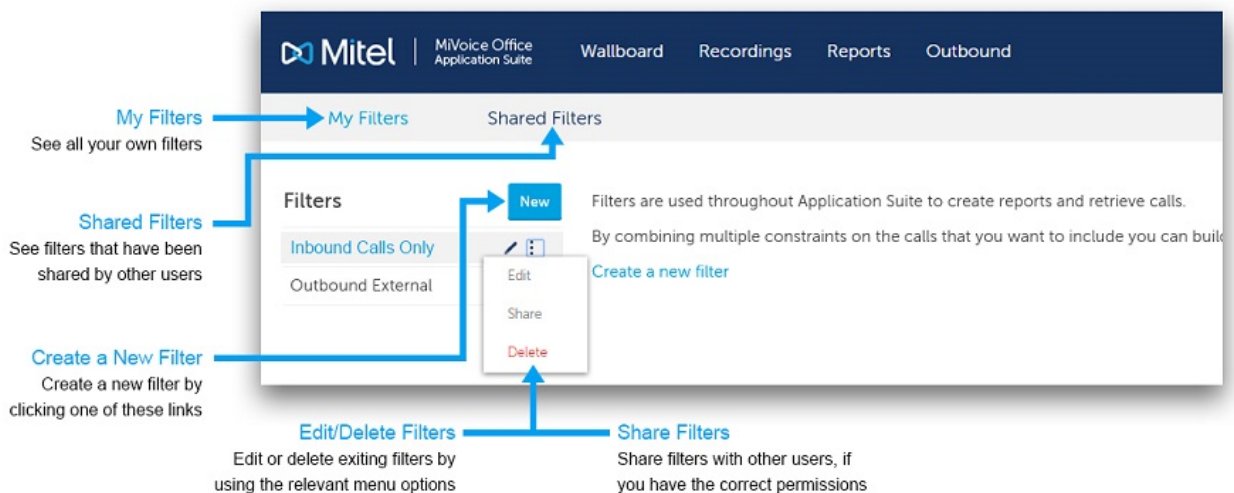 Mitel
MiVoice Office
Application Suite
Wallboard
Recordings
Reports
Outbound
My Filters
See all your own filters
My Filters
Shared Filters
Shared Filters
See filters that have been
shared by other users
Filters
New
Filters are used throughout Application Suite to create reports and retrieve calls.
Inbound Calls Only
By combining multiple constraints on the calls that you want to include you can buil
Create a new filter
Outbound External
Edit
Share
Delete
Create a New Filter
Create a new filter by
clicking one of these links
Edit/Delete Filters
Edit or delete exiting filters by
using the relevant menu options
Share Filters
Share filters with other users, if
you have the correct permissions